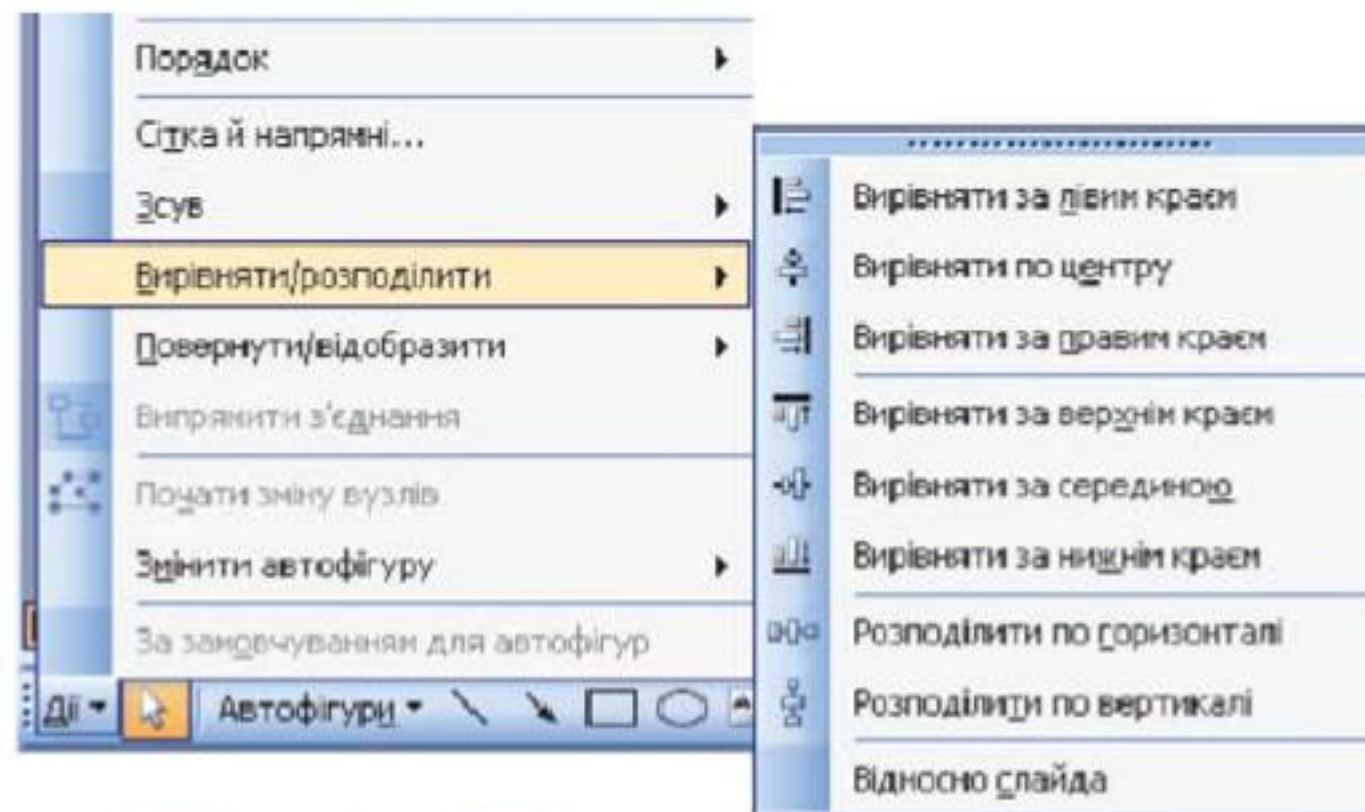 Порядок
Сітка й напрямні...
Зсув
Вирівняти/розподілити
Повернути/відобразити
Випрямити з'єднання
Почати зміну вузлів
Змінити автофігуру
За замовчуванням для автофігур
Дії
Автофігури
Вирівняти за лівим краєм
Вирівняти по центру
Вирівняти за правим краєм
Вирівняти за верхнім краєм
Вирівняти за серединою
Вирівняти за нижнім краєм
Розподілити по горизонталі
Розподілити по вертикалі
Відносно слайда